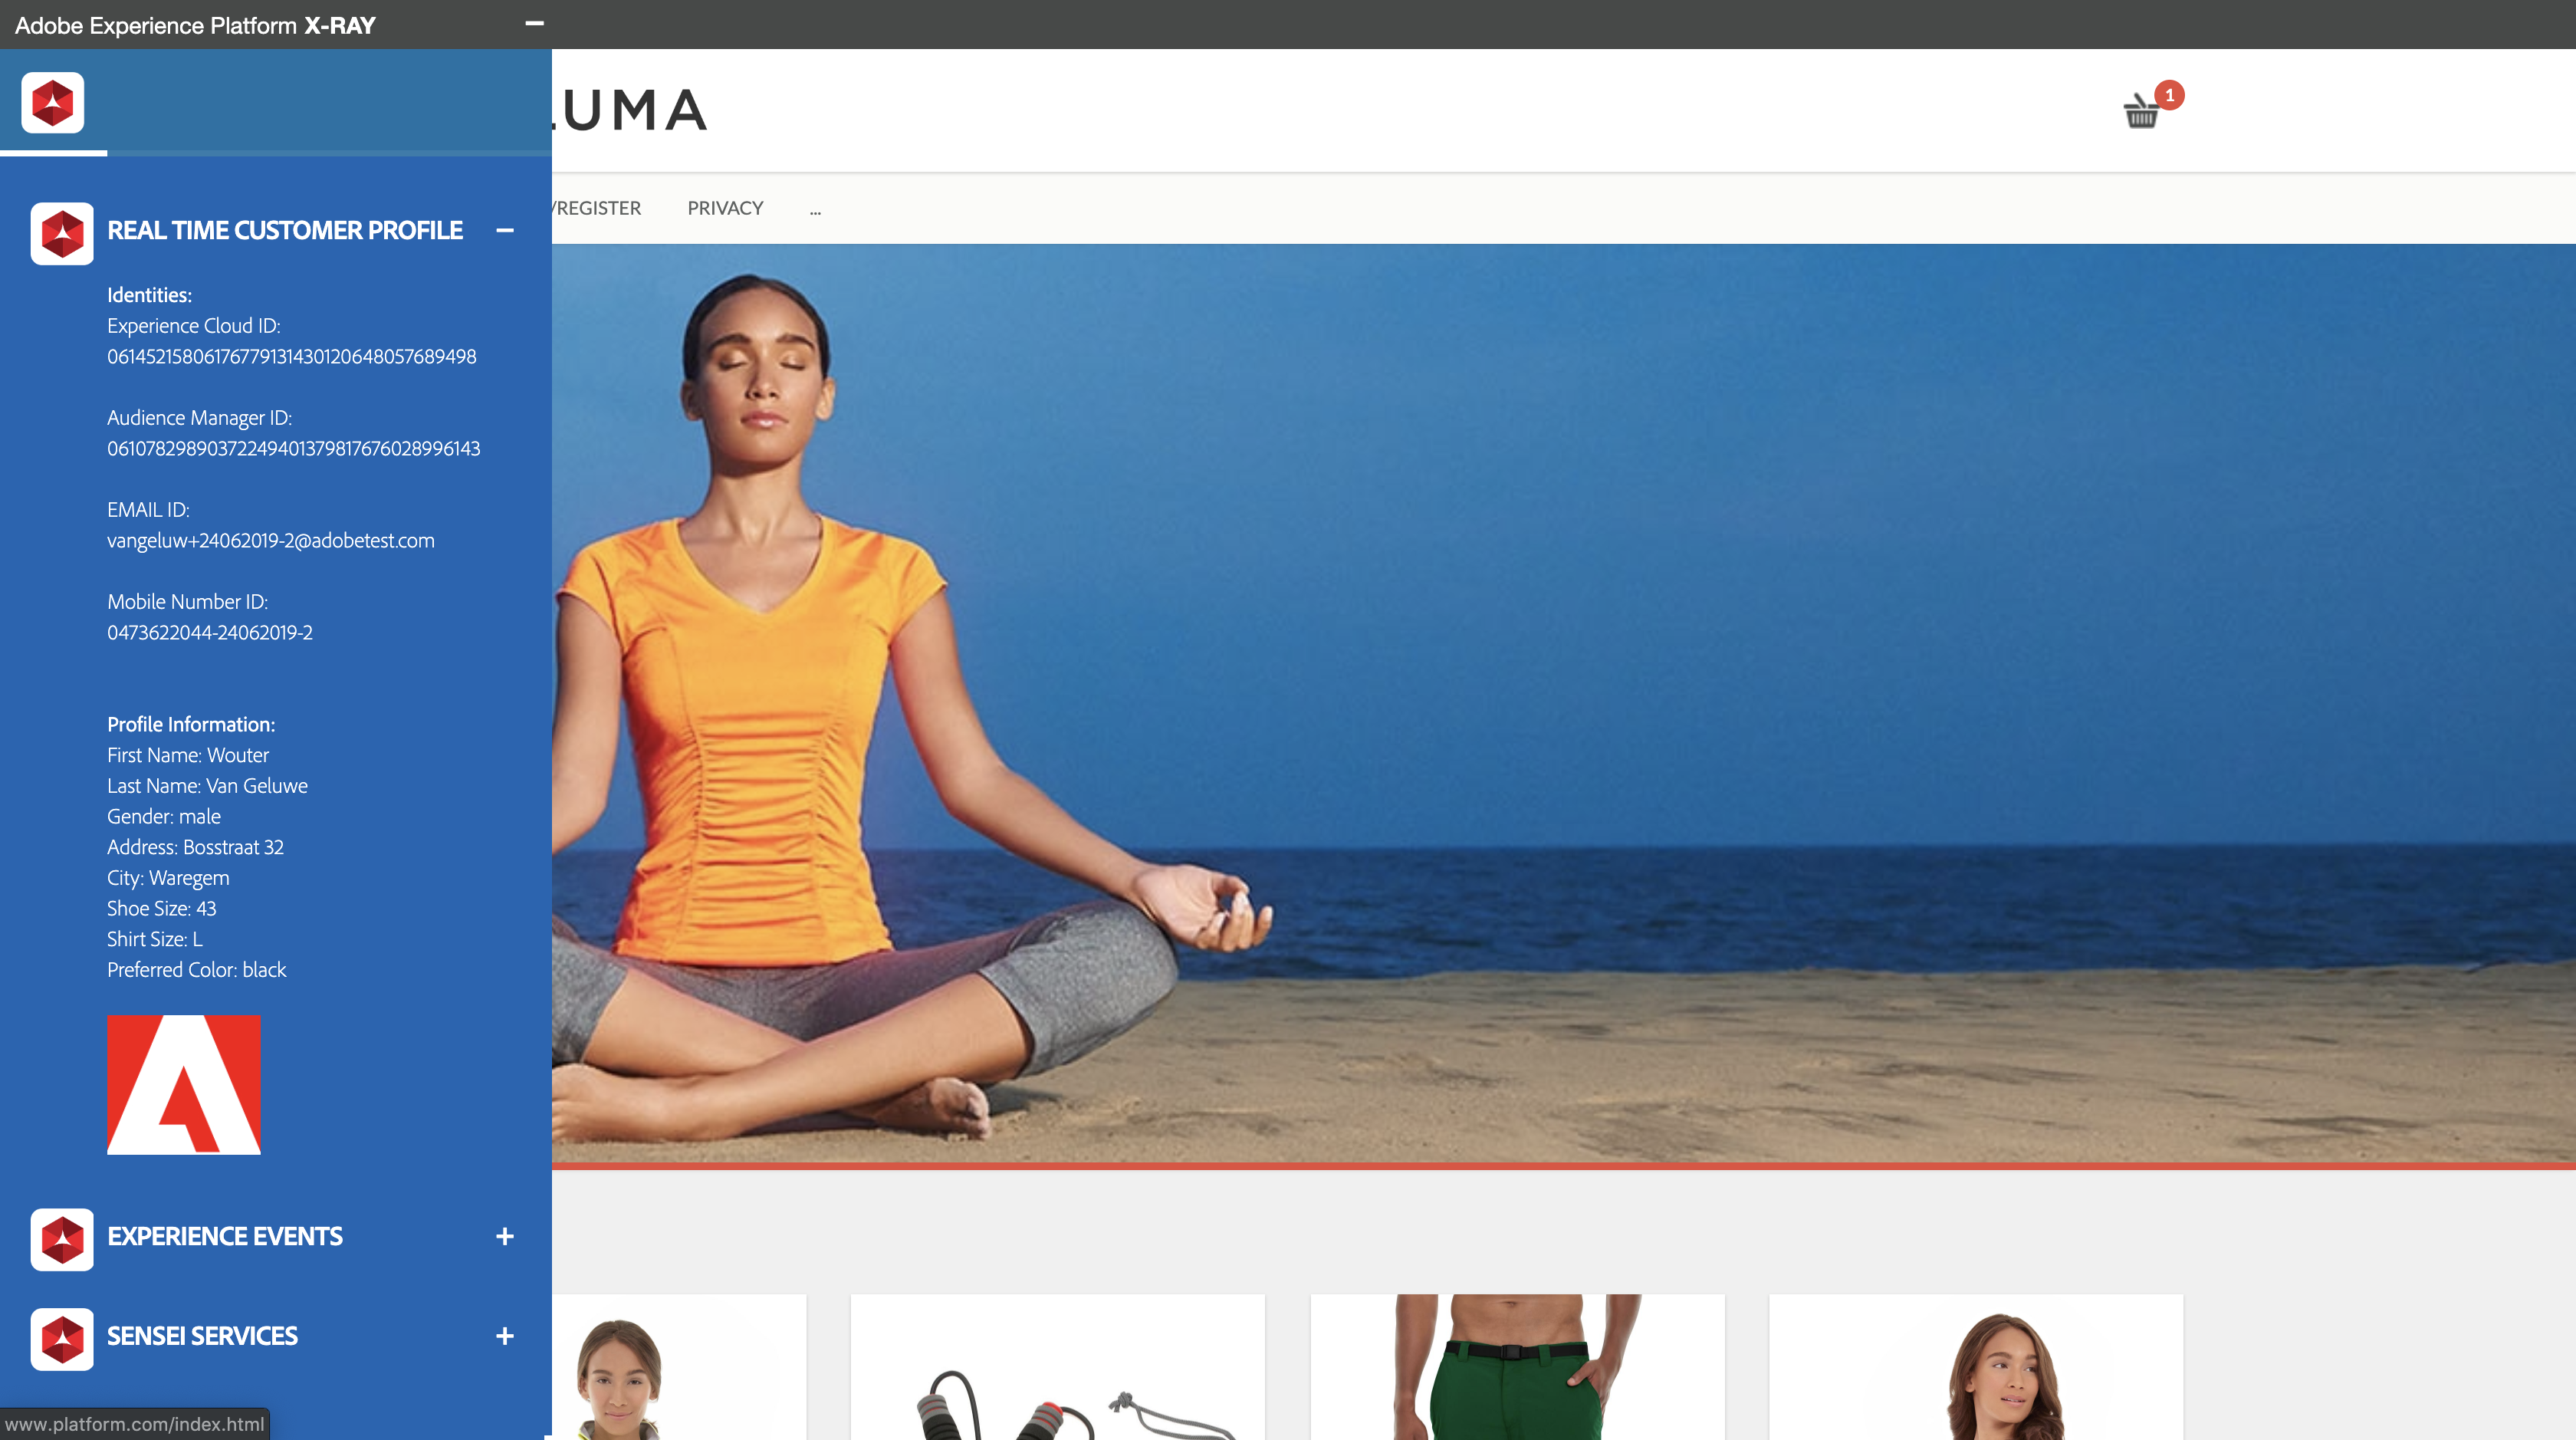 Adobe Experience Platform X-RAY
LUMA
1
/REGISTER
PRIVACY
...
REAL TIME CUSTOMER PROFILE
Identities:
Experience Cloud ID:
06145215806176779131430120648057689498
Audience Manager ID:
06107829890372249401379817676028996143
EMAIL ID:
vangeluw+24062019-2@adobetest.com
Mobile Number ID:
0473622044-24062019-2
Profile Information:
First Name: Wouter
Last Name: Van Geluwe
Gender: male
Address: Bosstraat 32
City: Waregem
Shoe Size: 43
Shirt Size: L
Preferred Color: black
EXPERIENCE EVENTS
SENSEI SERVICES
www.platform.com/index.html